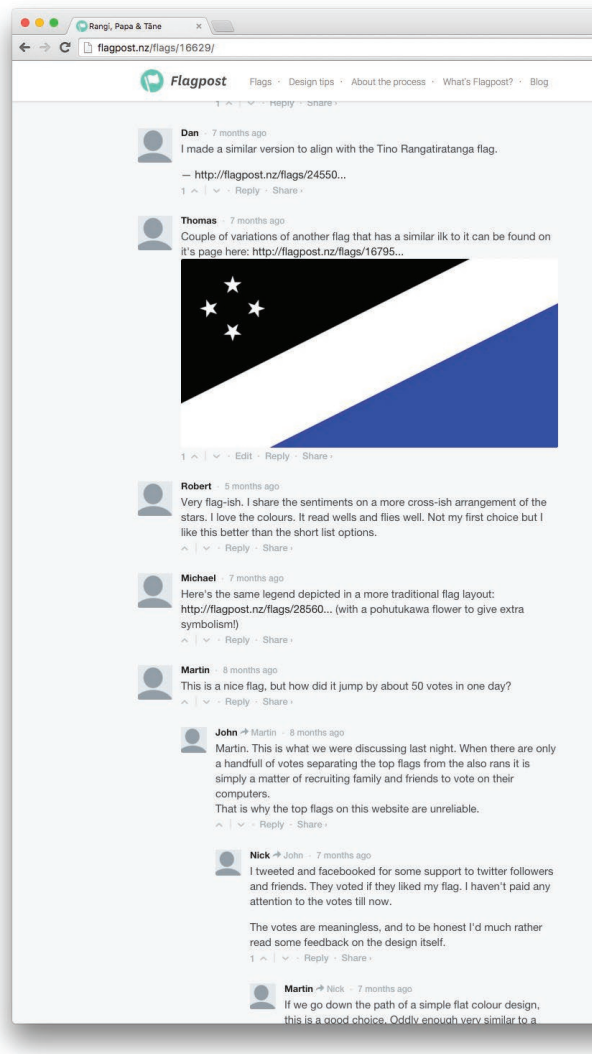 Rangi, Papa & Tāne
flagpost.nz/flags/16629/
Flagpost Flags · Design tips · About the process · What's Flagpost? · Blog
1 Reply · Share ›
Dan · 7 months ago
I made a similar version to align with the Tino Rangatiratanga flag.
— http://flagpost.nz/flags/24550...
1 · Reply · Share ›
Thomas · 7 months ago
Couple of variations of another flag that has a similar ilk to it can be found on
it's page here: http://flagpost.nz/flags/16795...
1 · Edit · Reply · Share ›
Robert · 5 months ago
Very flag-ish. I share the sentiments on a more cross-ish arrangement of the
stars. I love the colours. It read wells and flies well. Not my first choice but I
like this better than the short list options.
· Reply · Share ›
Michael · 7 months ago
Here's the same legend depicted in a more traditional flag layout:
http://flagpost.nz/flags/28560... (with a pohutukawa flower to give extra
symbolism!)
· Reply · Share ›
Martin · 8 months ago
This is a nice flag, but how did it jump by about 50 votes in one day?
· Reply · Share ›
John Martin · 8 months ago
Martin. This is what we were discussing last night. When there are only
a handfull of votes separating the top flags from the also rans it is
simply a matter of recruiting family and friends to vote on their
computers.
That is why the top flags on this website are unreliable.
· Reply · Share ›
Nick John · 7 months ago
I tweeted and facebooked for some support to twitter followers
and friends. They voted if they liked my flag. I haven't paid any
attention to the votes till now.
The votes are meaningless, and to be honest I'd much rather
read some feedback on the design itself.
1 · Reply · Share ›
Martin Nick · 7 months ago
If we go down the path of a simple flat colour design,
this is a good choice. Oddly enough very similar to a